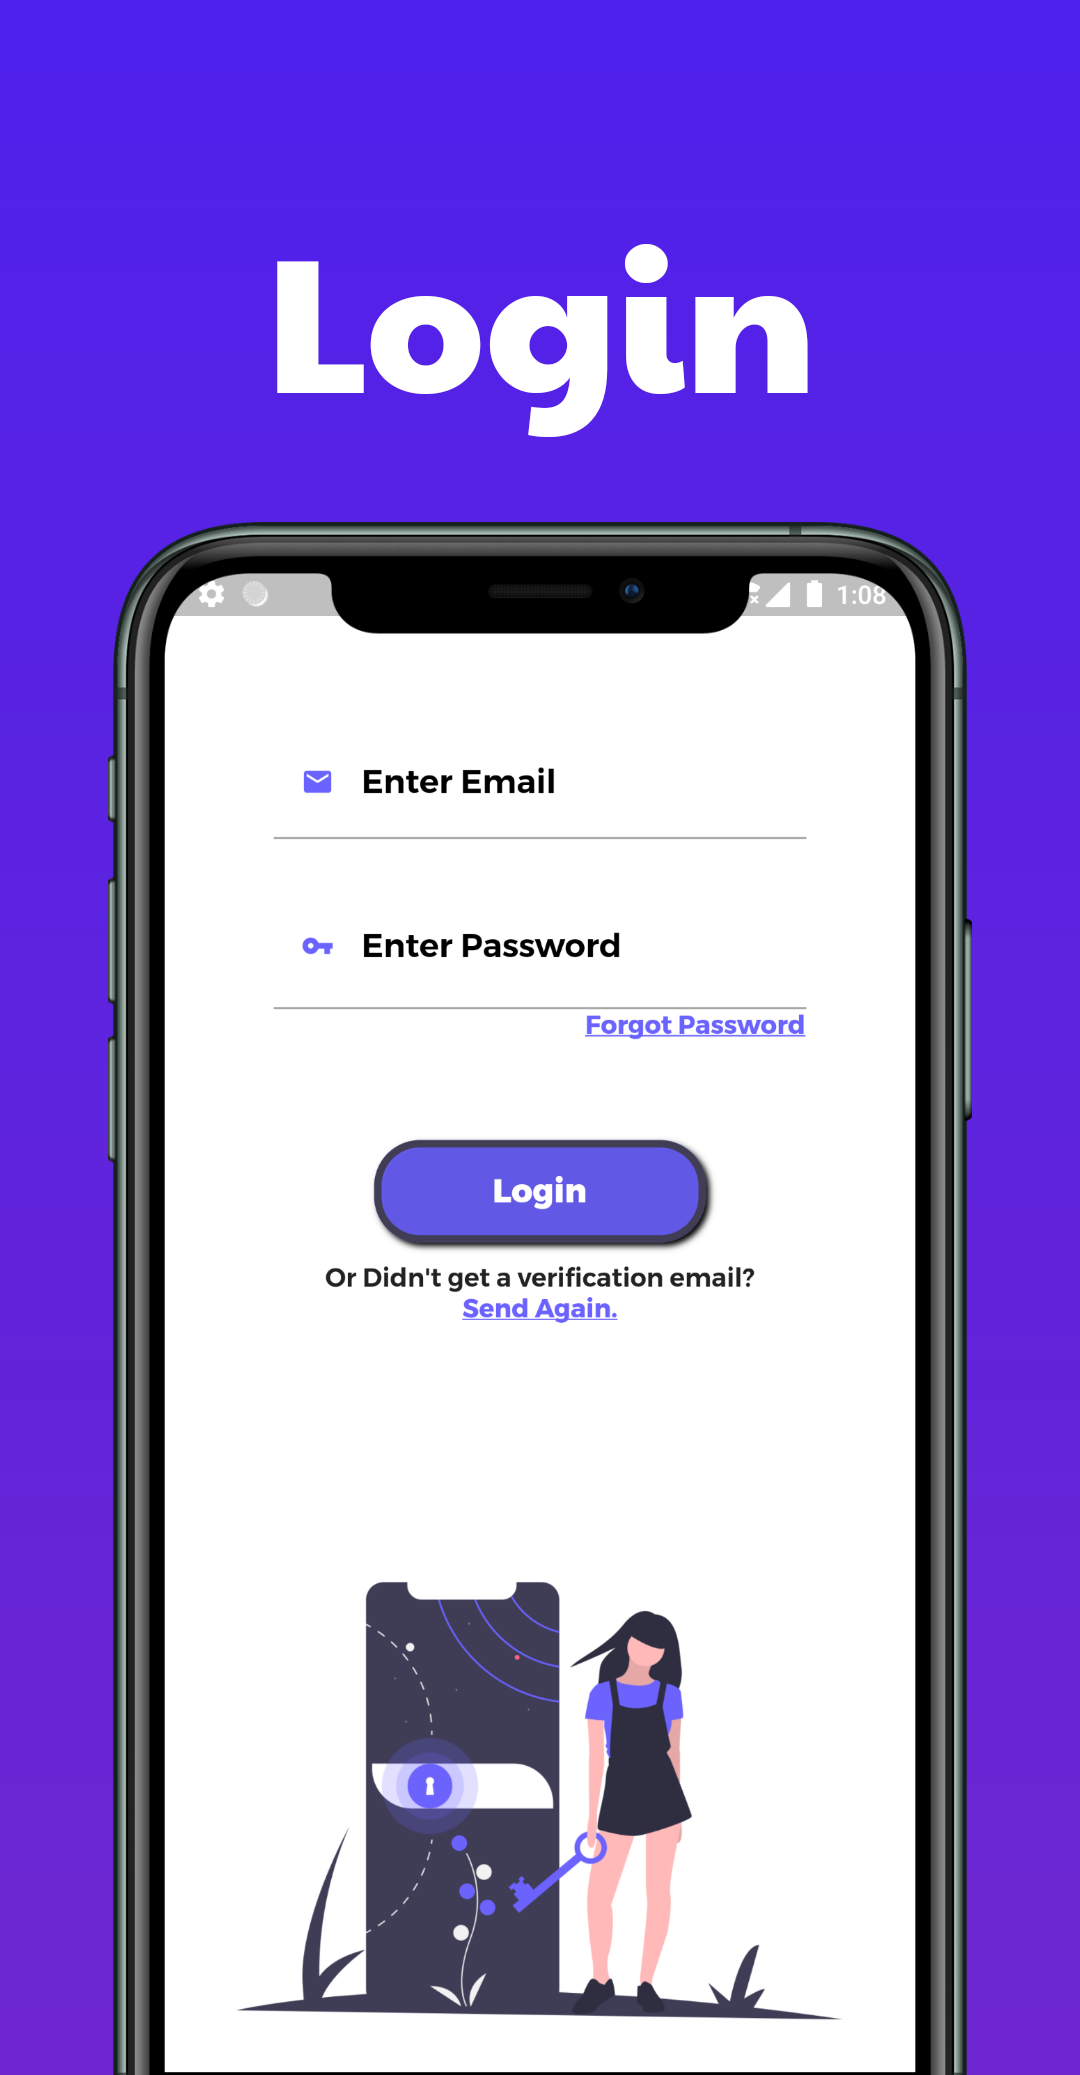 Login
1:08
Enter Email
Enter Password
Forgot Password
Login
Or Didn't get a verification email?
Send Again.